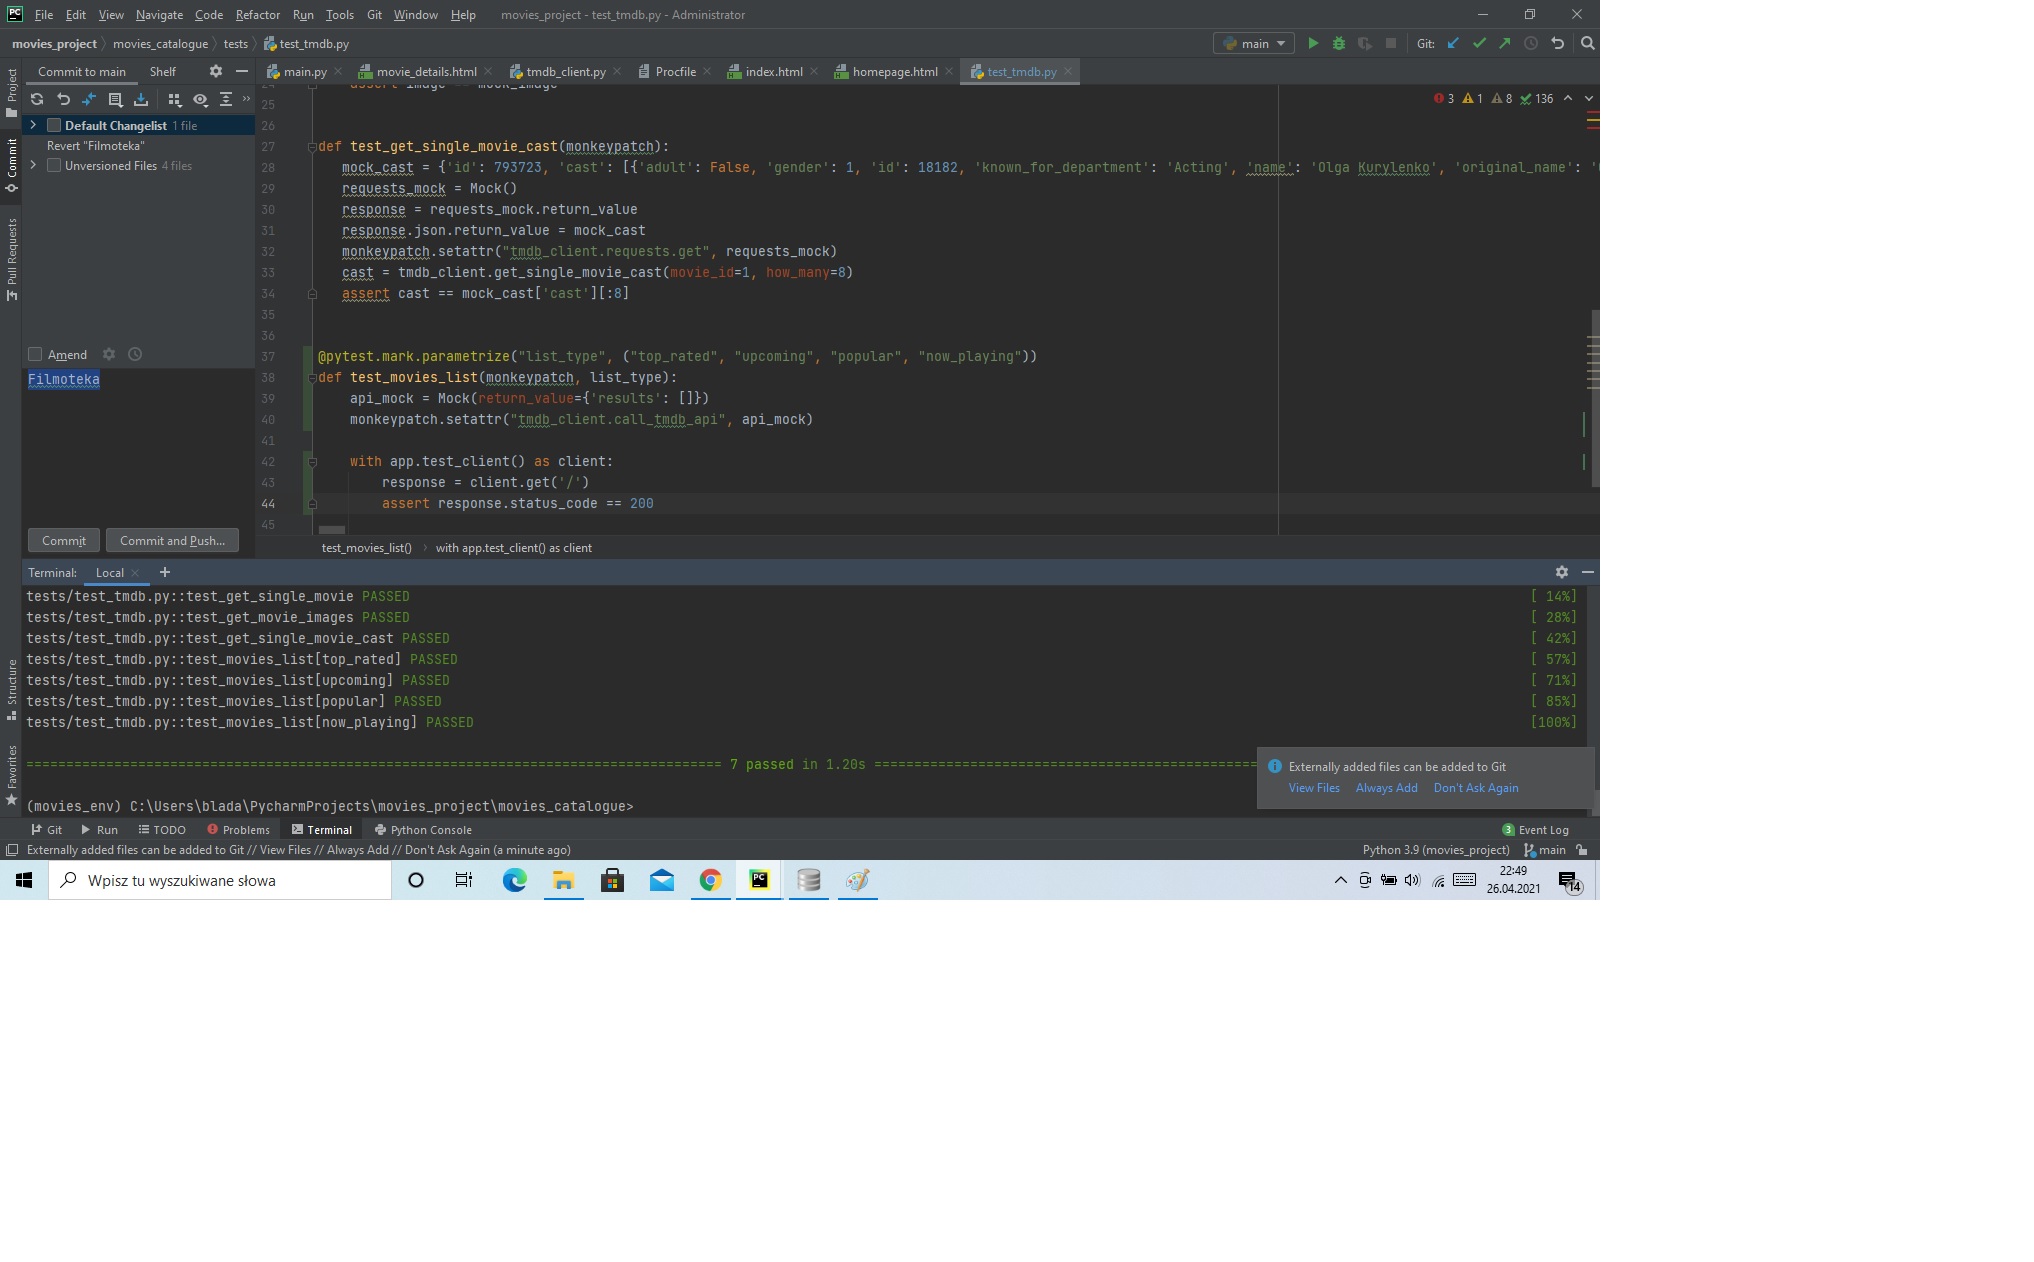 PC File Edit View Navigate Code Refactor Run Tools Git Window Help movies_project - test_tmdb.py - Administrator
movies_project movies_catalogue tests test_tmdb.py main Git:
Project
Commit
Pull Requests
Structure
Favorites
Commit to main Shelf
main.py movie_details.html tmdb_client.py Procfile index.html homepage.html test_tmdb.py
Default Changelist 1 file
Revert "Filmoteka"
Unversioned Files 4 files
Amend
Filmoteka
Commit Commit and Push...
3 1 8 136
24 assert image == mock_image
25
26
27 def test_get_single_movie_cast(monkeypatch):
28 mock_cast = {'id': 793723, 'cast': [{'adult': False, 'gender': 1, 'id': 18182, 'known_for_department': 'Acting', 'name': 'Olga Kurylenko', 'original_name': '
29 requests_mock = Mock()
30 response = requests_mock.return_value
31 response.json.return_value = mock_cast
32 monkeypatch.setattr("tmdb_client.requests.get", requests_mock)
33 cast = tmdb_client.get_single_movie_cast(movie_id=1, how_many=8)
34 assert cast == mock_cast['cast'][:8]
35
36
37 @pytest.mark.parametrize("list_type", ("top_rated", "upcoming", "popular", "now_playing"))
38 def test_movies_list(monkeypatch, list_type):
39 api_mock = Mock(return_value={'results': []})
40 monkeypatch.setattr("tmdb_client.call_tmdb_api", api_mock)
41
42 with app.test_client() as client:
43 response = client.get('/')
44 assert response.status_code == 200
45
test_movies_list() › with app.test_client() as client
Terminal: Local +
tests/test_tmdb.py::test_get_single_movie PASSED [ 14%]
tests/test_tmdb.py::test_get_movie_images PASSED [ 28%]
tests/test_tmdb.py::test_get_single_movie_cast PASSED [ 42%]
tests/test_tmdb.py::test_movies_list[top_rated] PASSED [ 57%]
tests/test_tmdb.py::test_movies_list[upcoming] PASSED [ 71%]
tests/test_tmdb.py::test_movies_list[popular] PASSED [ 85%]
tests/test_tmdb.py::test_movies_list[now_playing] PASSED [100%]
7 passed in 1.20s
(movies_env) C:\Users\blada\PycharmProjects\movies_project\movies_catalogue>
Externally added files can be added to Git
View Files Always Add Don't Ask Again
Git Run TODO Problems Terminal Python Console 3 Event Log
Externally added files can be added to Git // View Files // Always Add // Don't Ask Again (a minute ago) Python 3.9 (movies_project) main
Wpisz tu wyszukiwane słowa
PC
22:49
26.04.2021
14